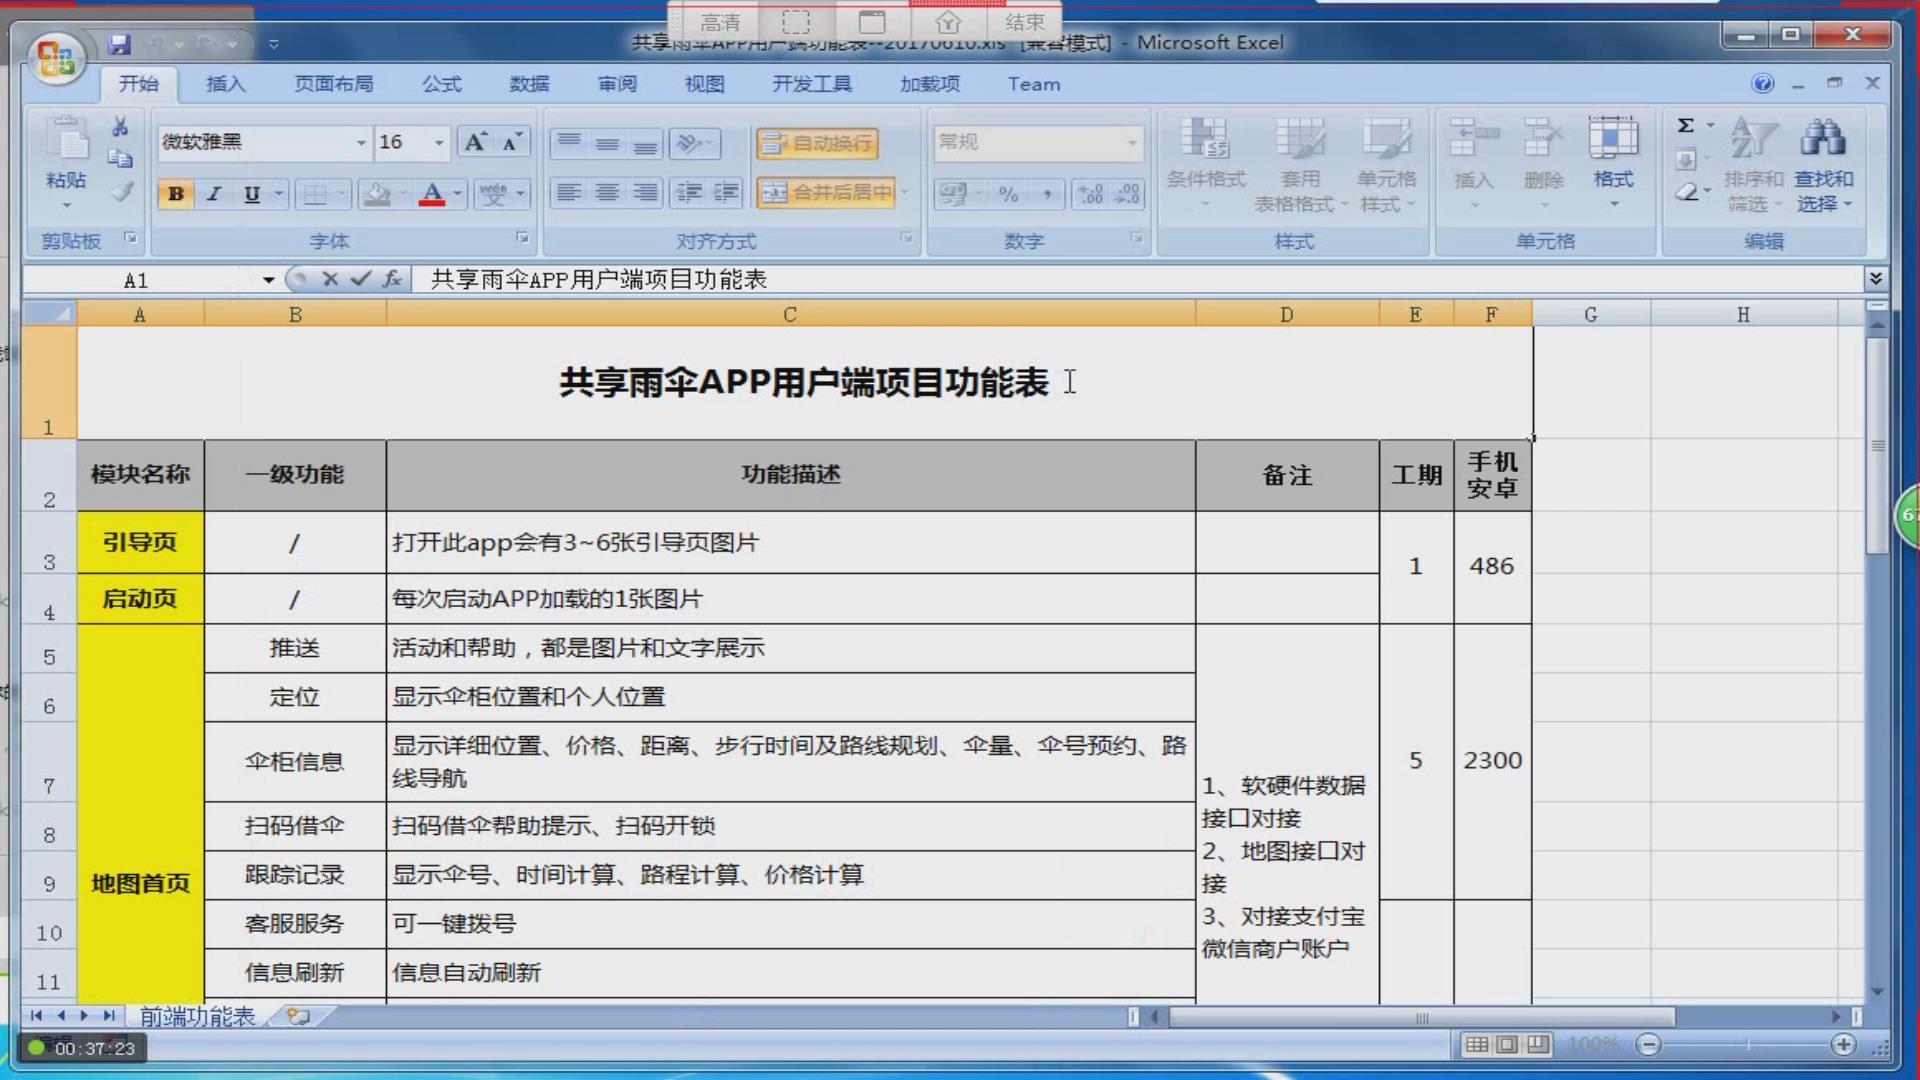 高清
结束
共享雨伞APP用户端功能表--20170610.xls [兼容模式] - Microsoft Excel
开始 插入 页面布局 公式 数据 审阅 视图 开发工具 加载项 Team
粘贴
剪贴板
微软雅黑 16
B I U A wén 变
字体
自动换行
合并后居中
对齐方式
常规
% , .00
数字
条件格式 套用表格格式 单元格样式
样式
插入 删除 格式
单元格
Σ 排序和筛选 查找和选择
编辑
A1 fx 共享雨伞APP用户端项目功能表
A B C D E F G H
1 共享雨伞APP用户端项目功能表
2 模块名称 一级功能 功能描述 备注 工期 手机安卓
3 引导页 / 打开此app会有3~6张引导页图片
1 486
4 启动页 / 每次启动APP加载的1张图片
5 推送 活动和帮助，都是图片和文字展示
6 定位 显示伞柜位置和个人位置
7 伞柜信息 显示详细位置、价格、距离、步行时间及路线规划、伞量、伞号预约、路
线导航
5 2300
8 扫码借伞 扫码借伞帮助提示、扫码开锁
9 地图首页 跟踪记录 显示伞号、时间计算、路程计算、价格计算
10 客服服务 可一键拨号
11 信息刷新 信息自动刷新
1、软硬件数据
接口对接
2、地图接口对
接
3、对接支付宝
微信商户账户
前端功能表
00:37:23
100%
67